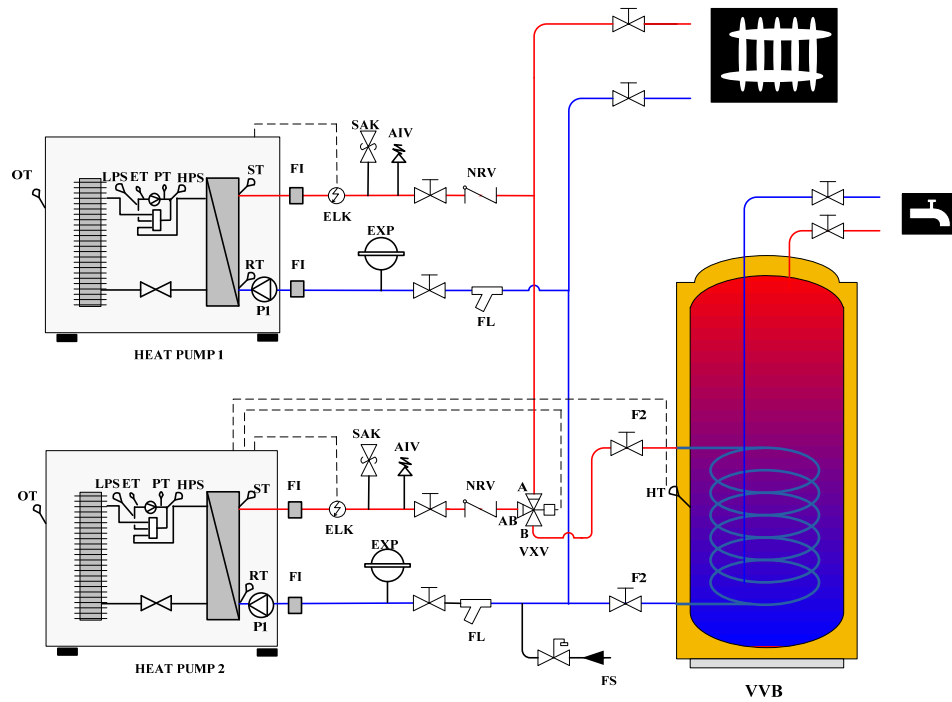 SAK
AIV
OT
LPS ET PT HPS
ST
FI
NRV
ELK
EXP
RT
FI
P1
FL
HEAT PUMP 1
F2
SAK
AIV
OT
LPS ET PT HPS
ST
FI
NRV
A
HT
AB
ELK
B
VXV
EXP
RT
FI
F2
P1
FL
HEAT PUMP 2
FS
VVB